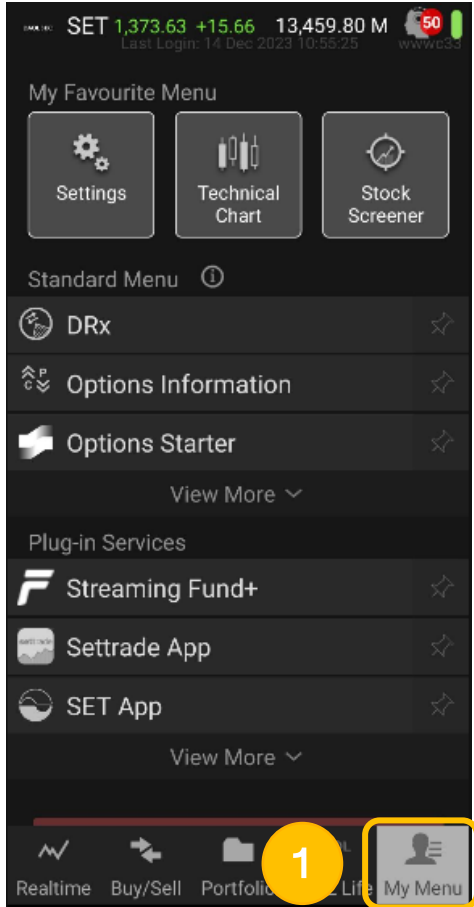 SET 1,373.63 +15.66 13,459.80 M 50
Last Login: 14 Dec 2023 10:55:25 wwwc33
My Favourite Menu
Settings
Technical
Chart
Stock
Screener
Standard Menu
DRx
Options Information
Options Starter
View More
Plug-in Services
Streaming Fund+
Settrade App
SET App
View More
1
Realtime Buy/Sell Portfolio Life My Menu